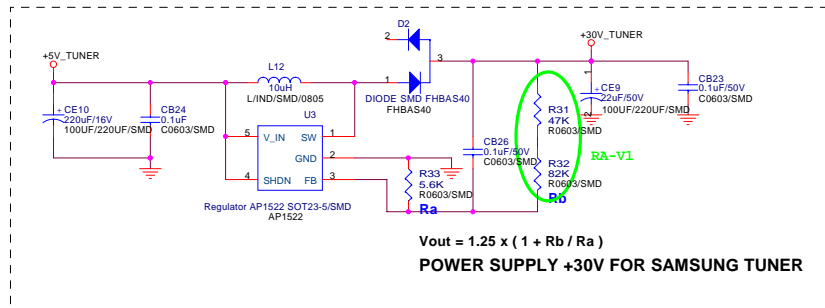 D2
2
+5V_TUNER
+30V_TUNER
L12
3
10uH
L/IND/SMD/0805
1
DIODE SMD FHBAS40
FHBAS40
1
CE9
22uF/50V
100UF/220UF/SMD
2
CB23
0.1uF/50V
C0603/SMD
CE10
220uF/16V
100UF/220UF/SMD
CB24
0.1uF
C0603/SMD
U3
R31
47K
R0603/SMD
5
V_IN
SW
1
GND
2
4
SHDN
FB
3
CB26
0.1uF/50V
C0603/SMD
R32
82K
R0603/SMD
RA-V1
R33
5.6K
R0603/SMD
Rb
Ra
Regulator AP1522 SOT23-5/SMD
AP1522
Vout = 1.25 x ( 1 + Rb / Ra )
POWER SUPPLY +30V FOR SAMSUNG TUNER